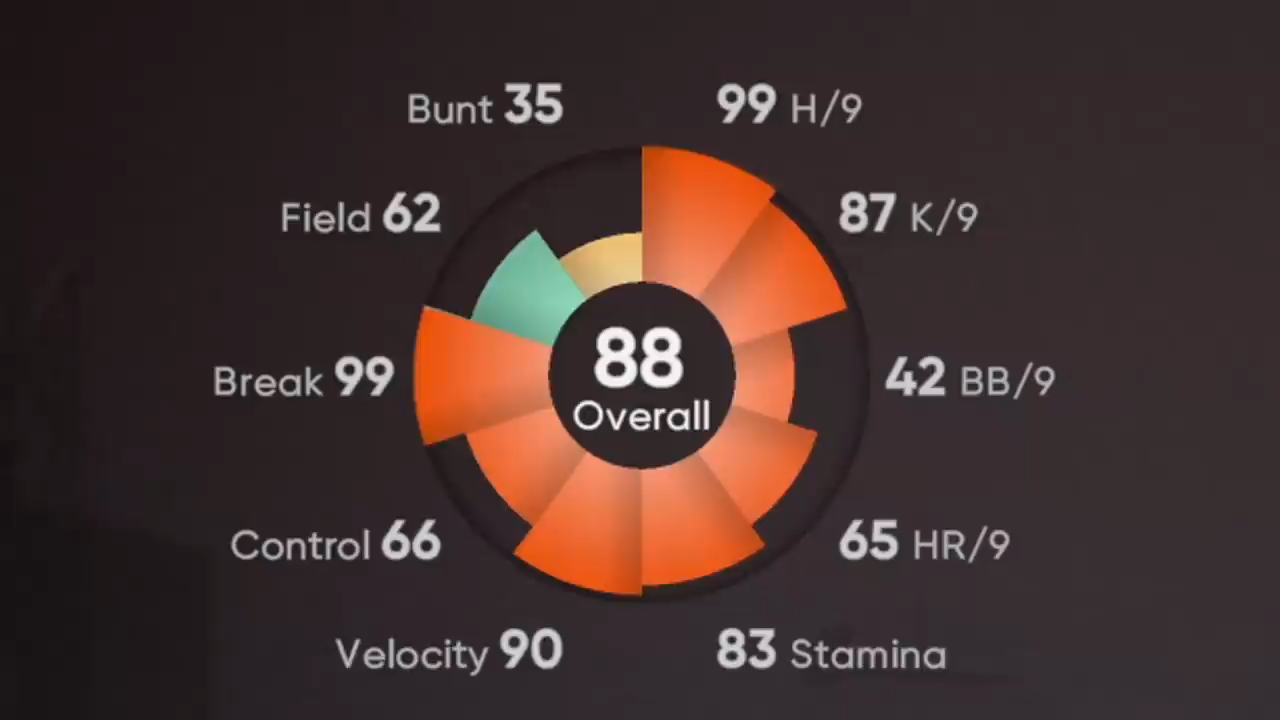 Bunt 35
99 H/9
Field 62
87 K/9
Break 99
88
Overall
42 BB/9
Control 66
65 HR/9
Velocity 90
83 Stamina